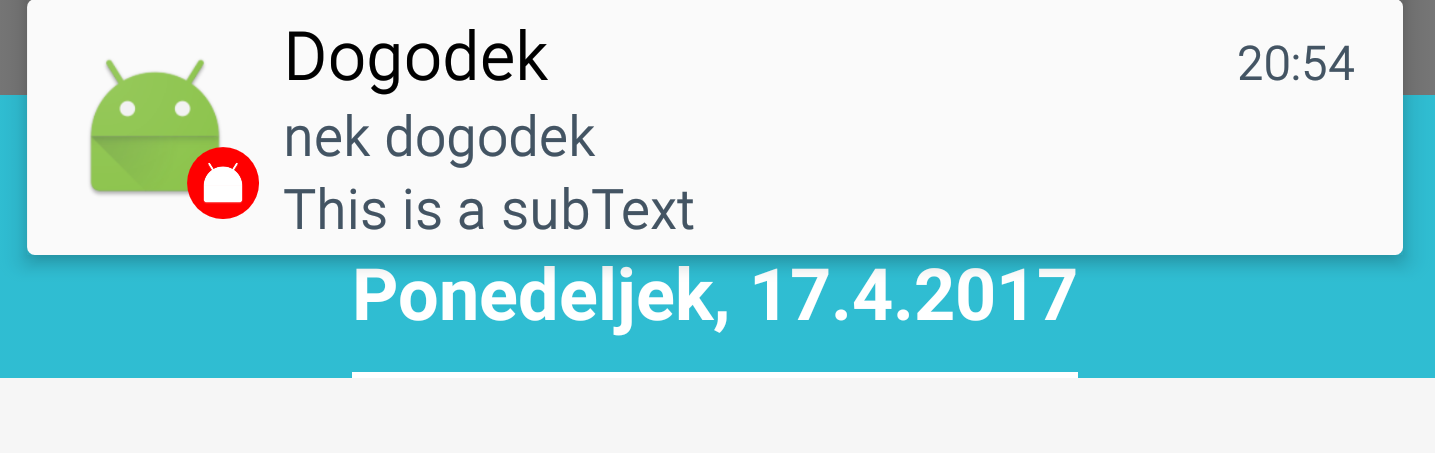 Dogodek 20:54
nek dogodek
This is a subText
Ponedeljek, 17.4.2017